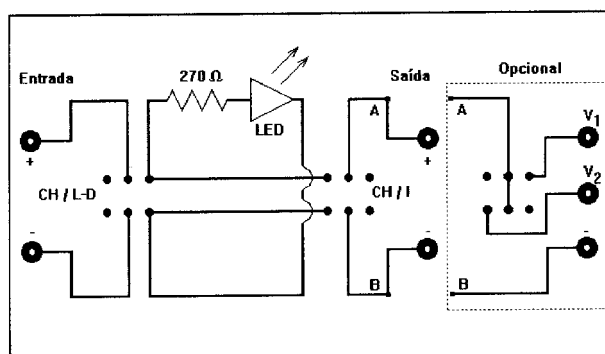 Entrada
270 Ω
LED
Saída
Opcional
A
A
V1
+
+
CH / L-D
CH / I
V2
-
-
-
B
B